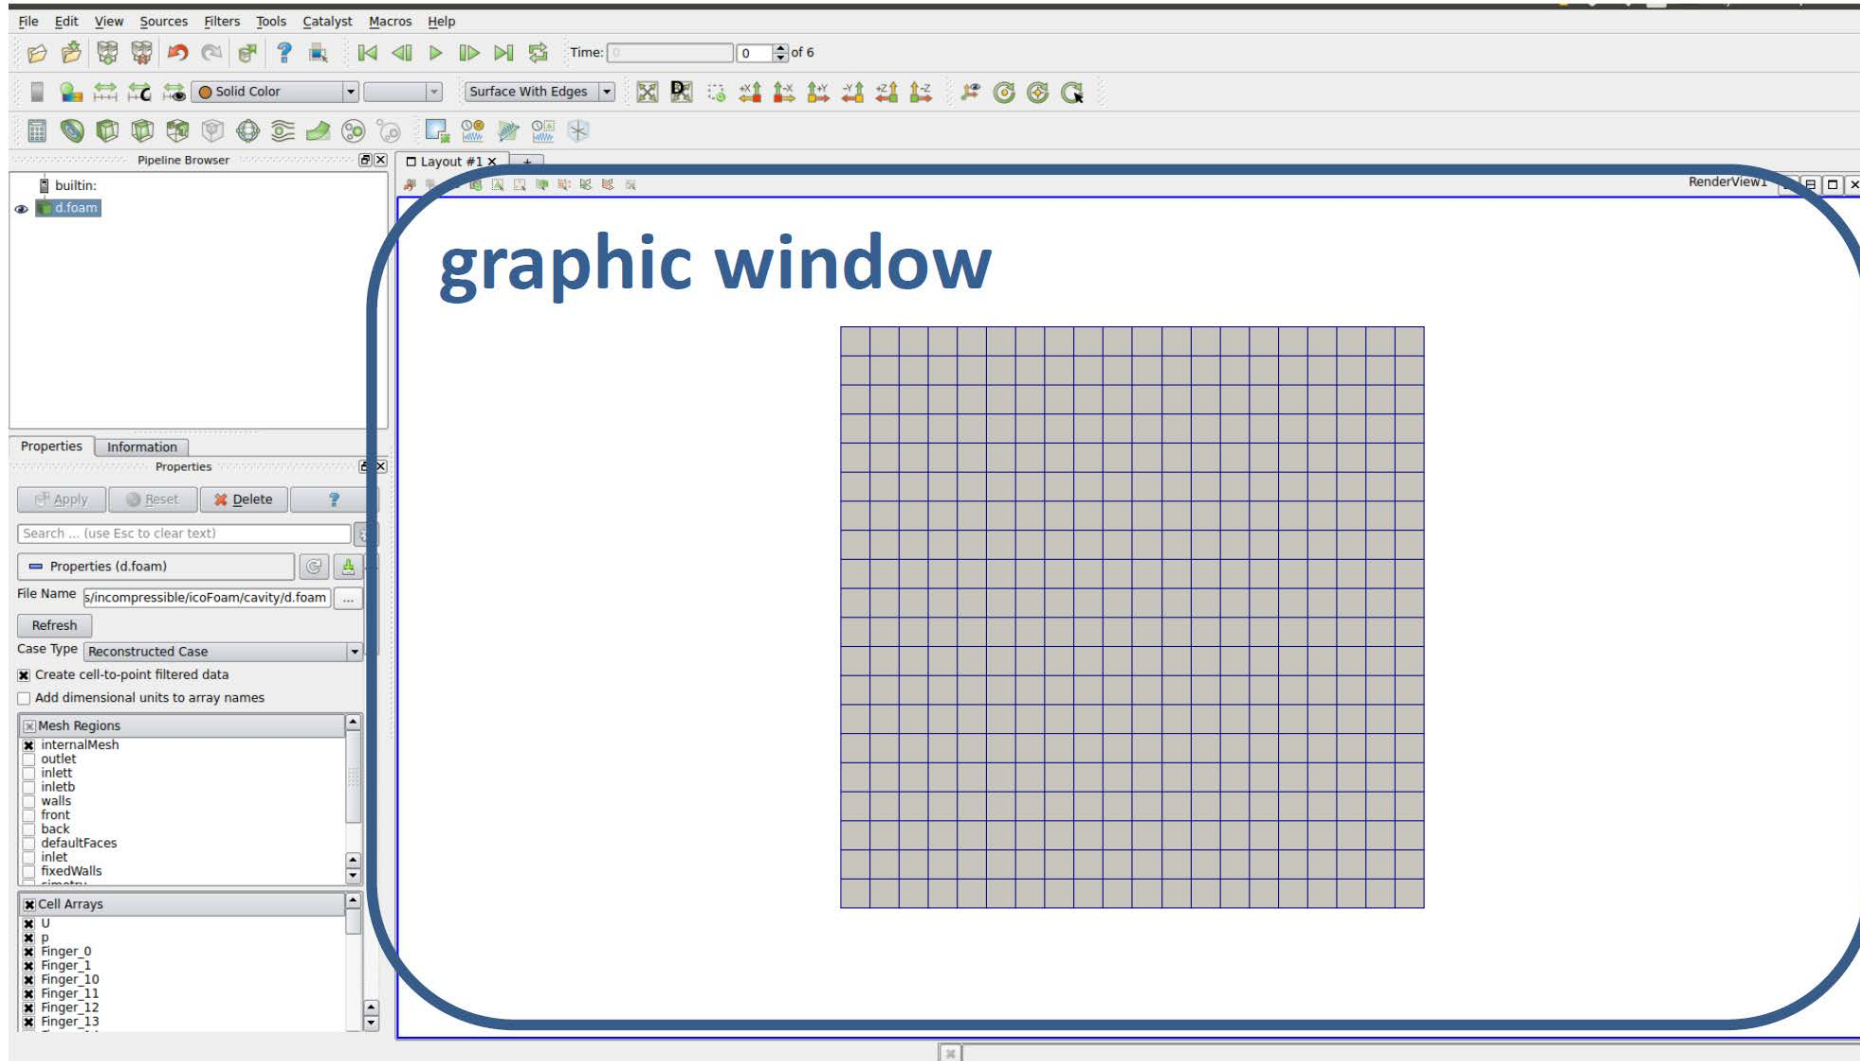 File Edit View Sources Filters Tools Catalyst Macros Help
Time: 0 0 of 6
Solid Color Surface With Edges
Pipeline Browser
Layout #1
builtin:
RenderView1
d.foam
graphic window
Properties Information
Properties
Apply Reset Delete ?
Search ... (use Esc to clear text)
Properties (d.foam)
File Name s/incompressible/icoFoam/cavity/d.foam ...
Refresh
Case Type Reconstructed Case
Create cell-to-point filtered data
Add dimensional units to array names
Mesh Regions
internalMesh
outlet
inlett
inletb
walls
front
back
defaultFaces
inlet
fixedWalls
Cell Arrays
U
p
Finger_0
Finger_1
Finger_10
Finger_11
Finger_12
Finger_13